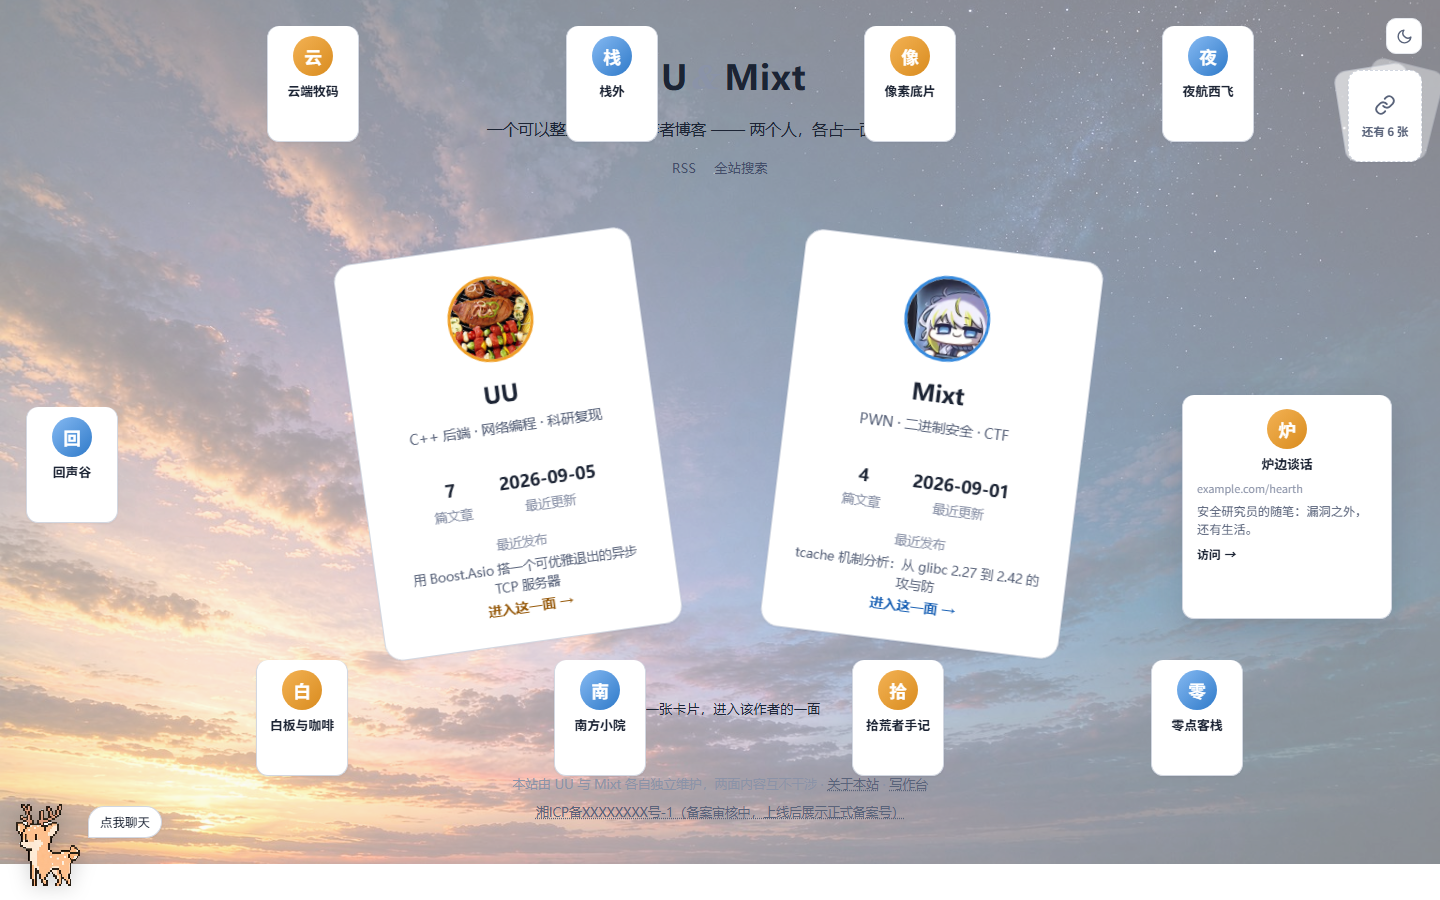 云
云端牧码
栈
栈外
像
像素底片
夜
夜航西飞
U Mixt
一个可以整
者博客 —— 两个人，各占一面
RSS 全站搜索
还有 6 张
UU
C++ 后端 · 网络编程 · 科研复现
7
篇文章
2026-09-05
最近更新
最近发布
用 Boost.Asio 搭一个可优雅退出的异步
TCP 服务器
进入这一面 →
Mixt
PWN · 二进制安全 · CTF
4
篇文章
2026-09-01
最近更新
最近发布
tcache 机制分析：从 glibc 2.27 到 2.42 的
攻与防
进入这一面 →
回
回声谷
炉
炉边谈话
example.com/hearth
安全研究员的随笔：漏洞之外，
还有生活。
访问 →
白
白板与咖啡
南
南方小院
一张卡片，进入该作者的一面
拾
拾荒者手记
零
零点客栈
本站由 UU 与 Mixt 各自独立维护，两面内容互不干涉 · 关于本站 · 写作台
湘ICP备XXXXXXXX号-1（备案审核中，上线后展示正式备案号）
点我聊天